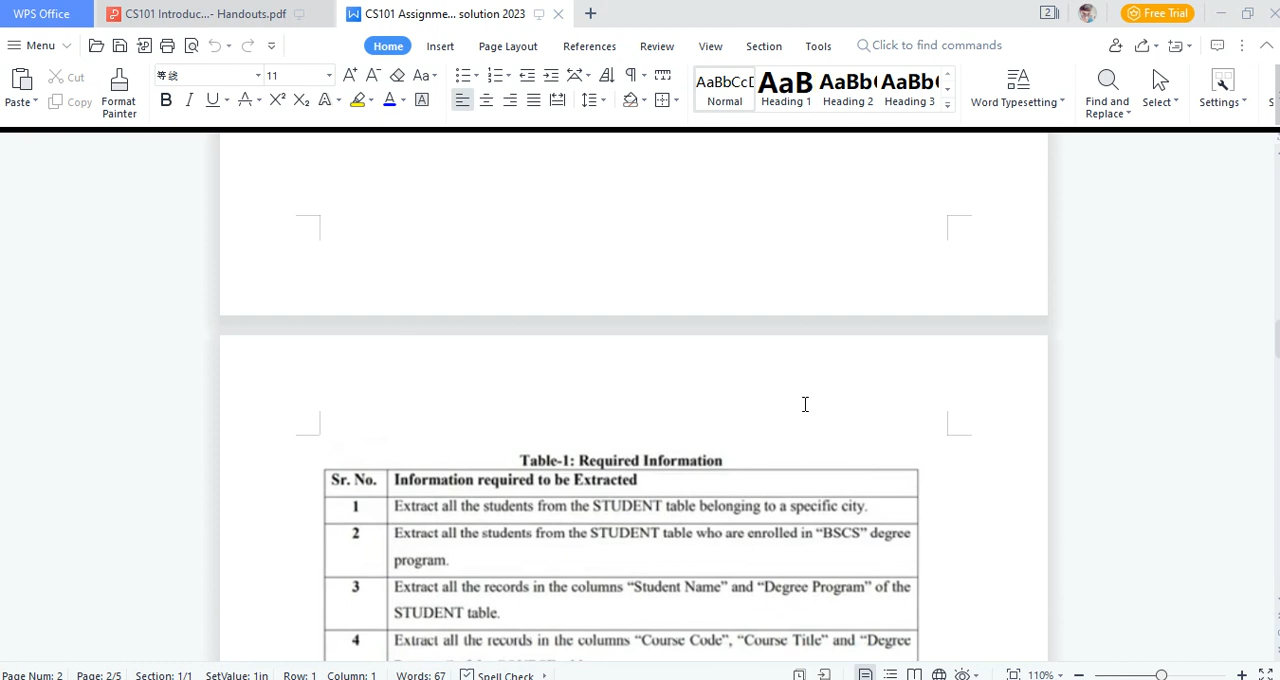 WPS Office
CS101 Introduc...- Handouts.pdf
CS101 Assignme... solution 2023
Free Trial
Menu
Home
Insert
Page Layout
References
Review
View
Section
Tools
Click to find commands
Paste
Cut
Copy
Format
Painter
等线
11
AaBbCcD
Normal
AaB
Heading 1
AaBb(
Heading 2
AaBb(
Heading 3
Word Typesetting
Find and
Replace
Select
Settings
Table-1: Required Information
Sr. No. Information required to be Extracted
1 Extract all the students from the STUDENT table belonging to a specific city.
2 Extract all the students from the STUDENT table who are enrolled in “BSCS” degree
program.
3 Extract all the records in the columns “Student Name” and “Degree Program” of the
STUDENT table.
4 Extract all the records in the columns “Course Code”, “Course Title” and “Degree
Page Num: 2 Page: 2/5 Section: 1/1 SetValue: 1in Row: 1 Column: 1 Words: 67 Spell Check 110%